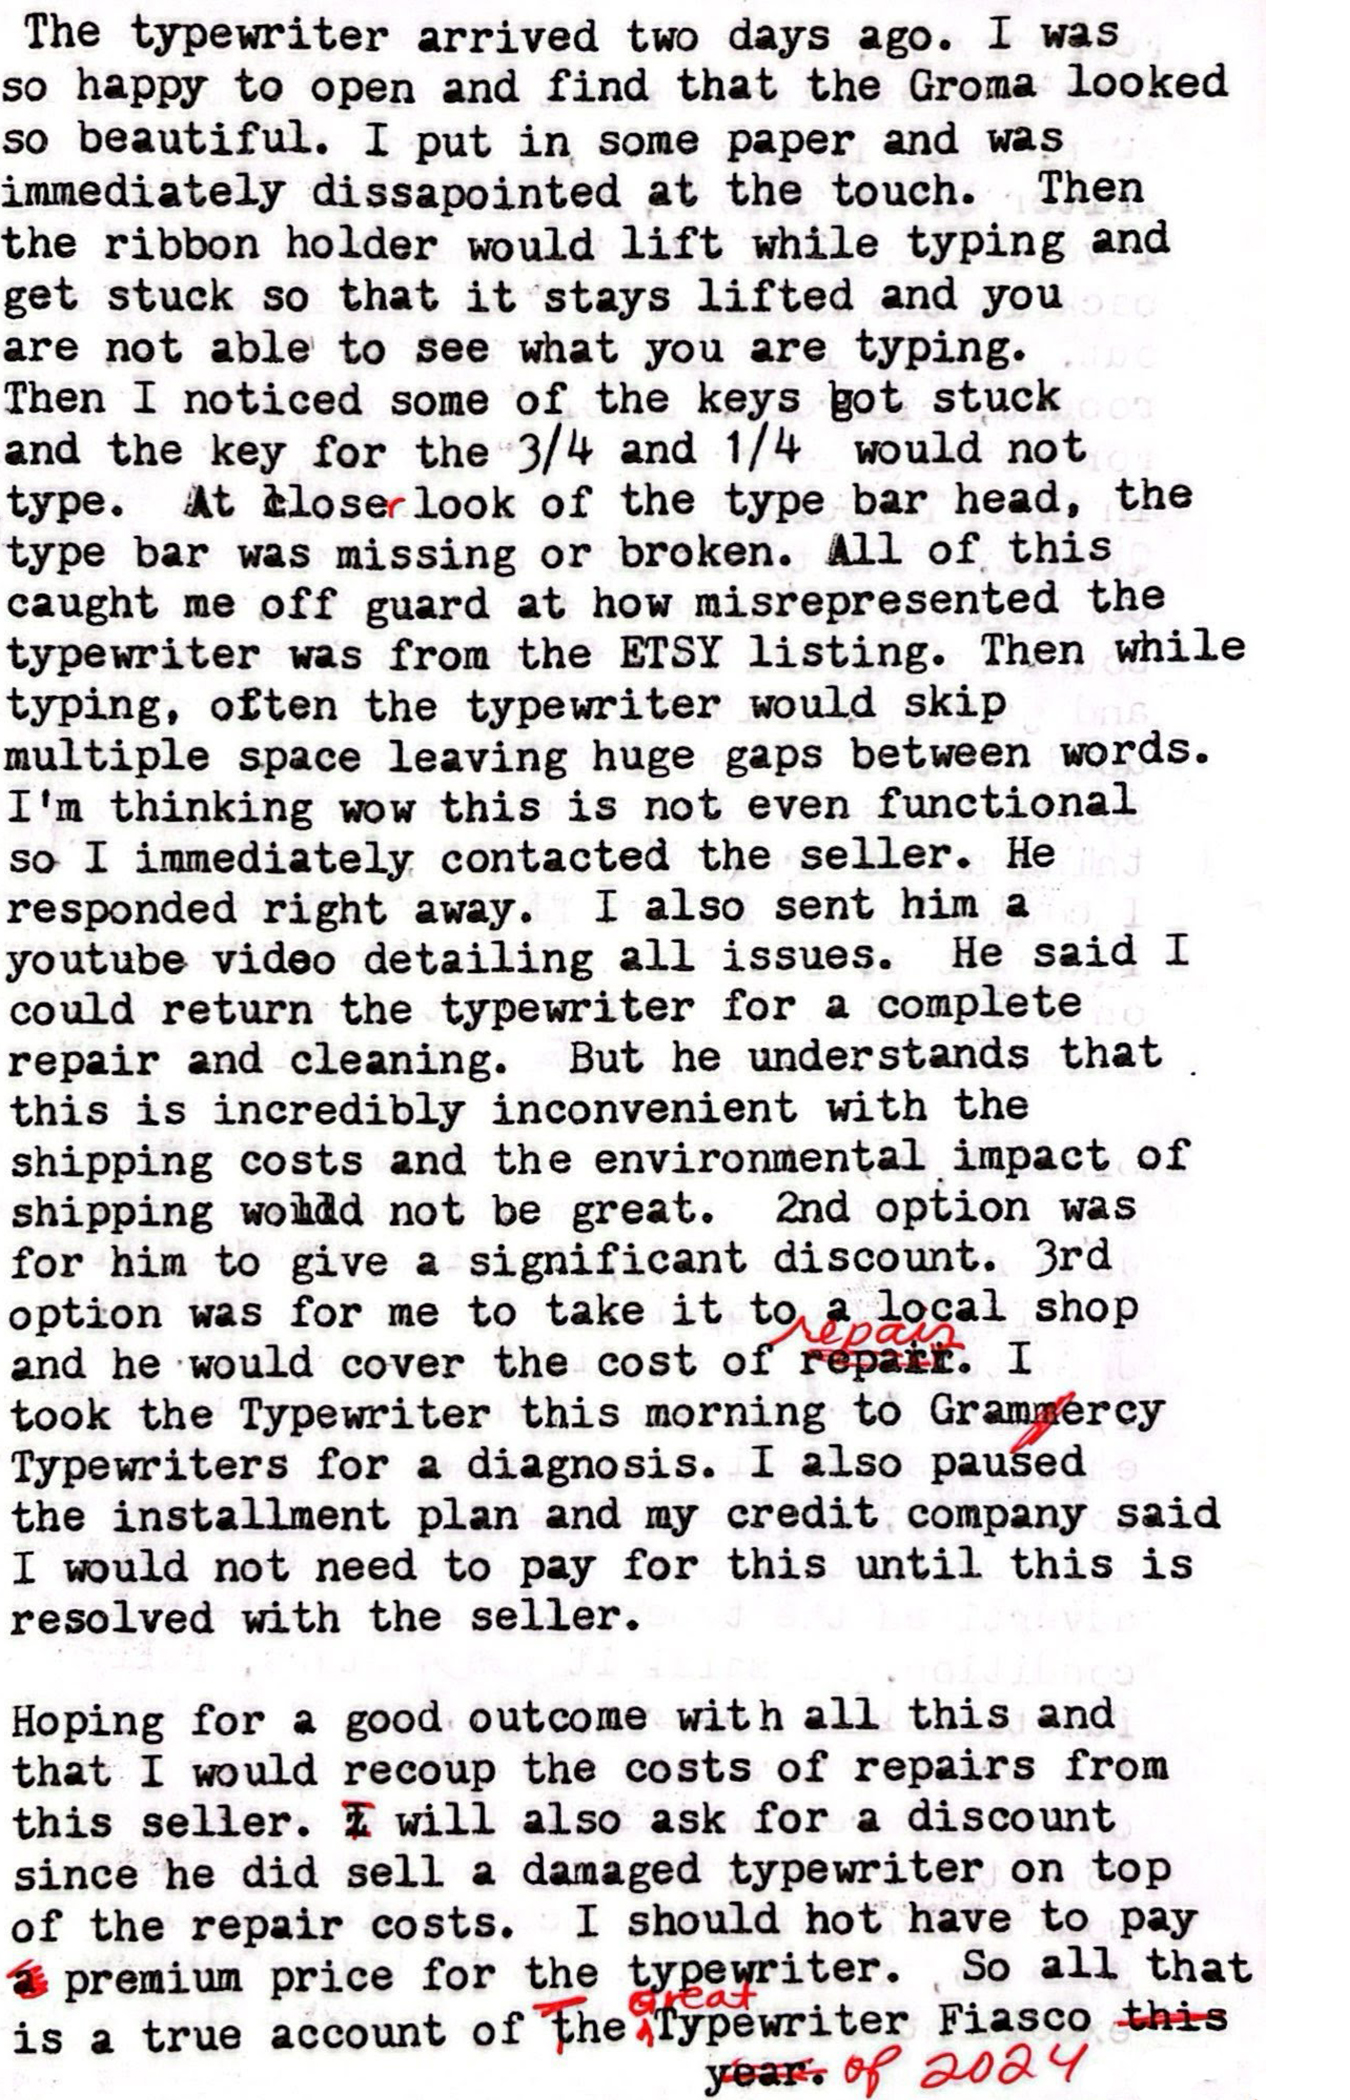 The typewriter arrived two days ago. I was
so happy to open and find that the Groma looked
so beautiful. I put in some paper and was
immediately dissapointed at the touch. Then
the ribbon holder would lift while typing and
get stuck so that it stays lifted and you
are not able to see what you are typing.
Then I noticed some of the keys got stuck
and the key for the 3/4 and 1/4 would not
type. At closer look of the type bar head, the
type bar was missing or broken. All of this
caught me off guard at how misrepresented the
typewriter was from the ETSY listing. Then while
typing, often the typewriter would skip
multiple space leaving huge gaps between words.
I'm thinking wow this is not even functional
so I immediately contacted the seller. He
responded right away. I also sent him a
youtube video detailing all issues. He said I
could return the typewriter for a complete
repair and cleaning. But he understands that
this is incredibly inconvenient with the
shipping costs and the environmental impact of
shipping would not be great. 2nd option was
for him to give a significant discount. 3rd
option was for me to take it to a local shop
repair
and he would cover the cost of repair. I
took the Typewriter this morning to Grammercy
Typewriters for a diagnosis. I also paused
the installment plan and my credit company said
I would not need to pay for this until this is
resolved with the seller.

Hoping for a good outcome with all this and
that I would recoup the costs of repairs from
this seller. I will also ask for a discount
since he did sell a damaged typewriter on top
of the repair costs. I should hot have to pay
a premium price for the typewriter. So all that
great
is a true account of The Typewriter Fiasco this
year. of 2024